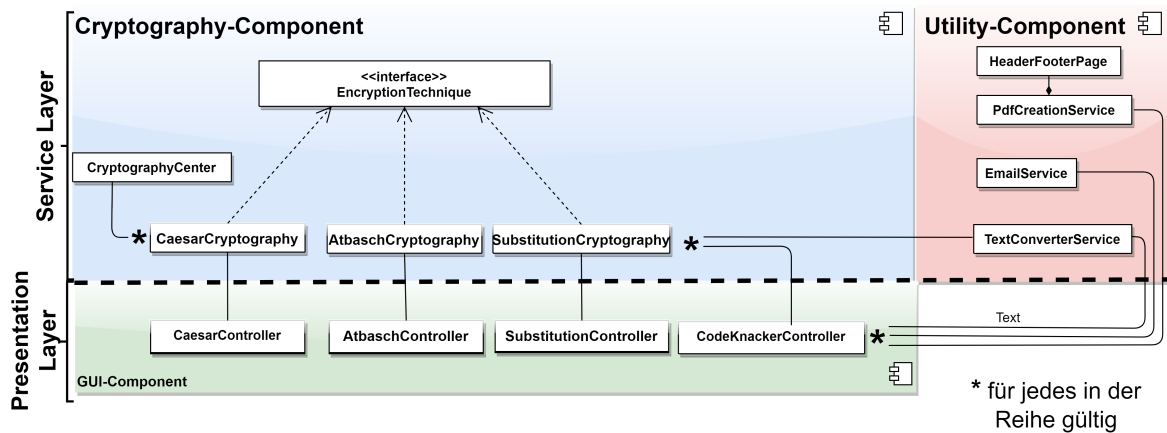 Cryptography-Component
Utility-Component
<<interface>>
EncryptionTechnique
HeaderFooterPage
PdfCreationService
Service Layer
CryptographyCenter
EmailService
* CaesarCryptography
AtbaschCryptography
SubstitutionCryptography *
TextConverterService
Presentation
Layer
CaesarController
AtbaschController
SubstitutionController
CodeKnackerController *
Text
GUI-Component
* für jedes in der
Reihe gültig